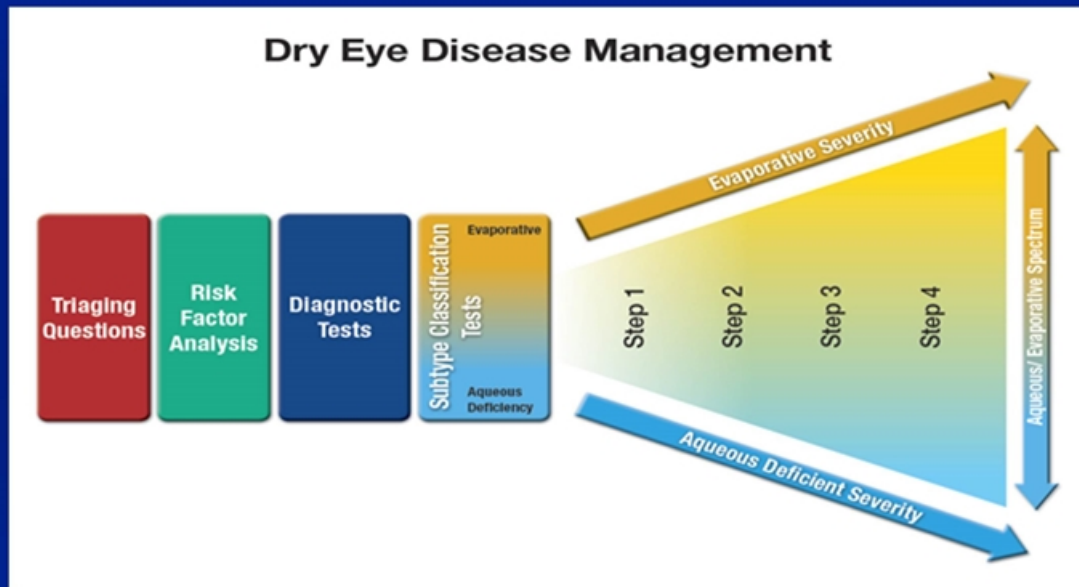 Dry Eye Disease Management
Triaging
Questions
Risk
Factor
Analysis
Diagnostic
Tests
Subtype Classification
Tests
Evaporative
Aqueous
Deficiency
Evaporative Severity
Step 1
Step 2
Step 3
Step 4
Aqueous Deficient Severity
Aqueous/ Evaporative Spectrum